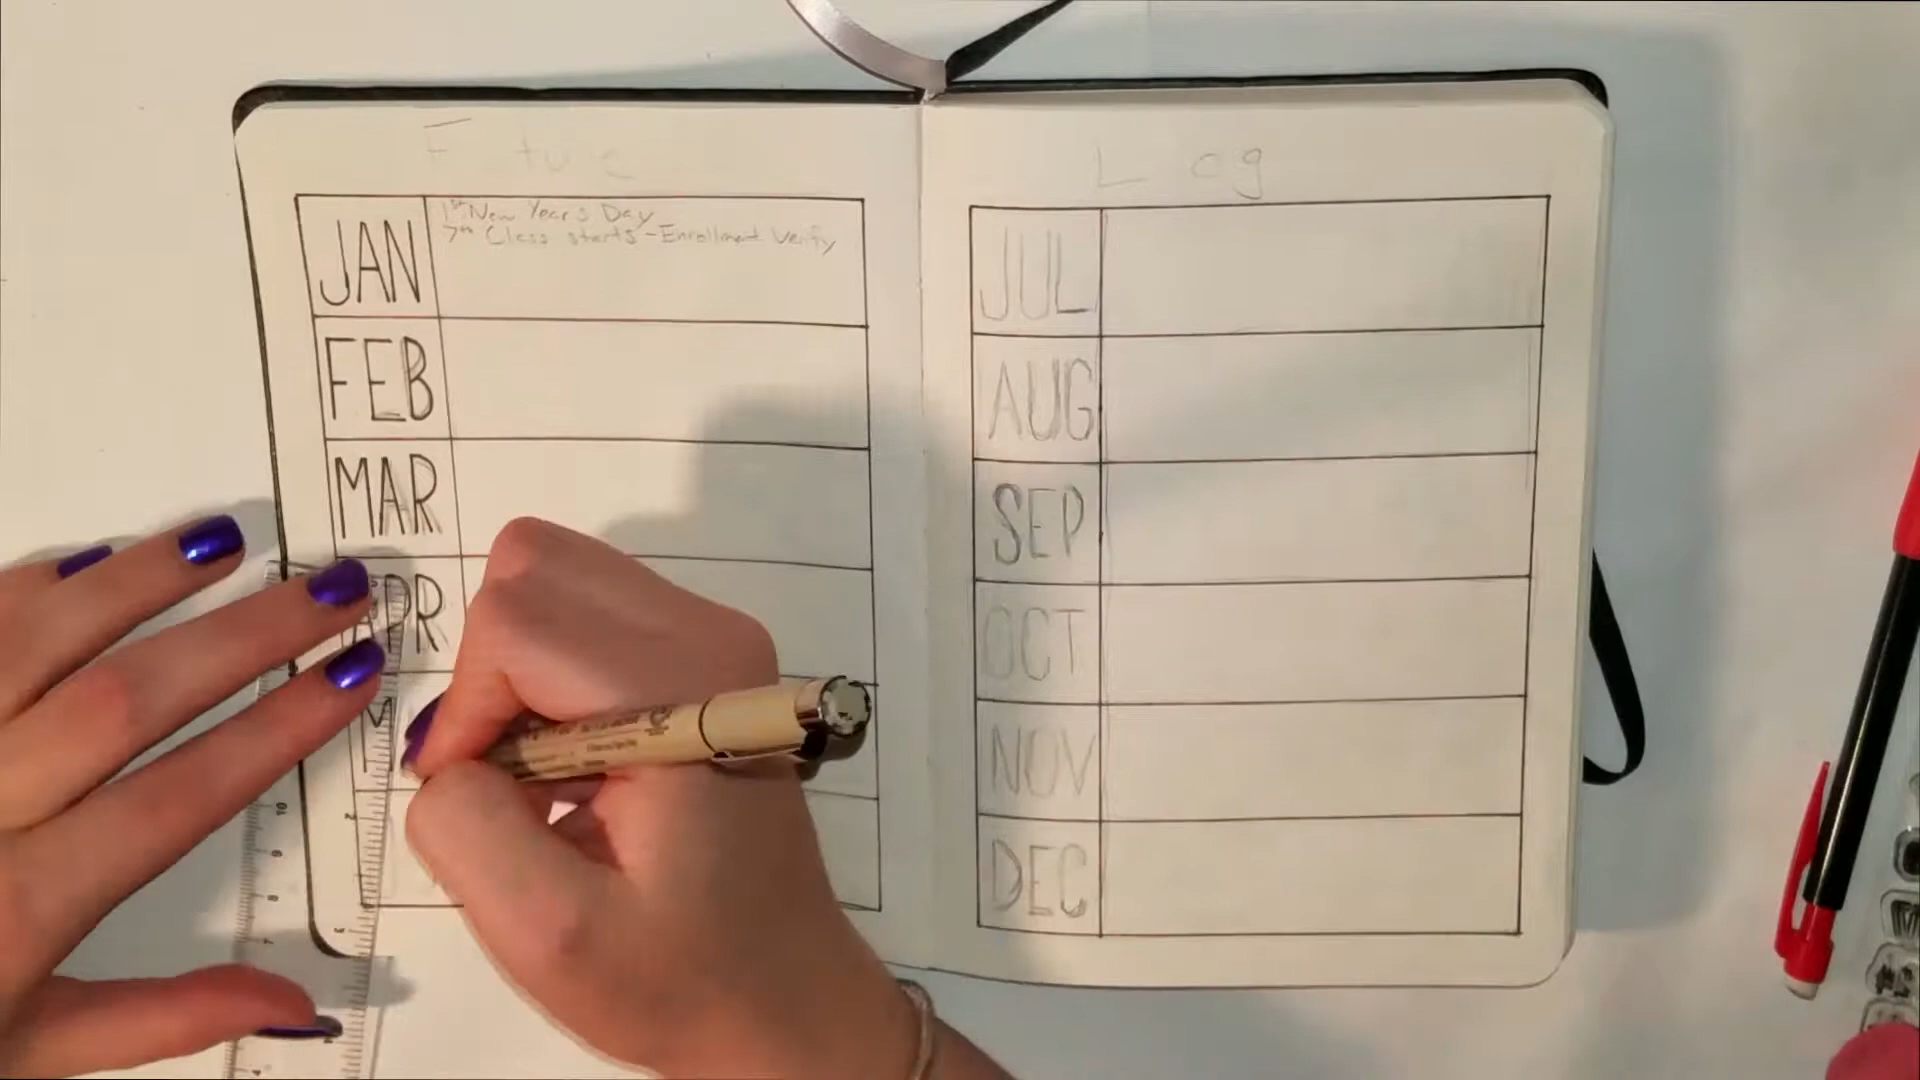 Future Log
JAN
1st New Years Day
7th Class starts - Enrollment Verify
FEB
MAR
APR
M
JUL
AUG
SEP
OCT
NOV
DEC